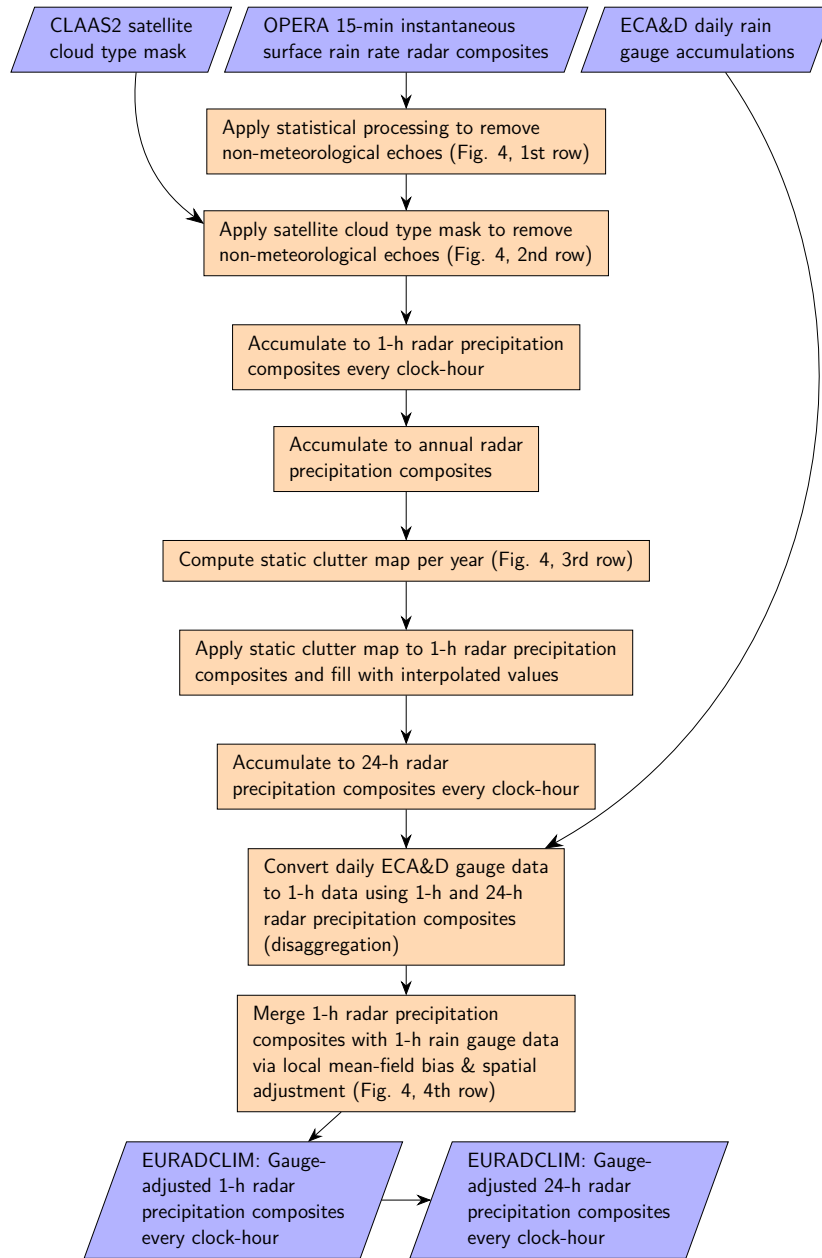 CLAAS2 satellite
cloud type mask
OPERA 15-min instantaneous
surface rain rate radar composites
ECA&D daily rain
gauge accumulations
Apply statistical processing to remove
non-meteorological echoes (Fig. 4, 1st row)
Apply satellite cloud type mask to remove
non-meteorological echoes (Fig. 4, 2nd row)
Accumulate to 1-h radar precipitation
composites every clock-hour
Accumulate to annual radar
precipitation composites
Compute static clutter map per year (Fig. 4, 3rd row)
Apply static clutter map to 1-h radar precipitation
composites and fill with interpolated values
Accumulate to 24-h radar
precipitation composites every clock-hour
Convert daily ECA&D gauge data
to 1-h data using 1-h and 24-h
radar precipitation composites
(disaggregation)
Merge 1-h radar precipitation
composites with 1-h rain gauge data
via local mean-field bias & spatial
adjustment (Fig. 4, 4th row)
EURADCLIM: Gauge-
adjusted 1-h radar
precipitation composites
every clock-hour
EURADCLIM: Gauge-
adjusted 24-h radar
precipitation composites
every clock-hour